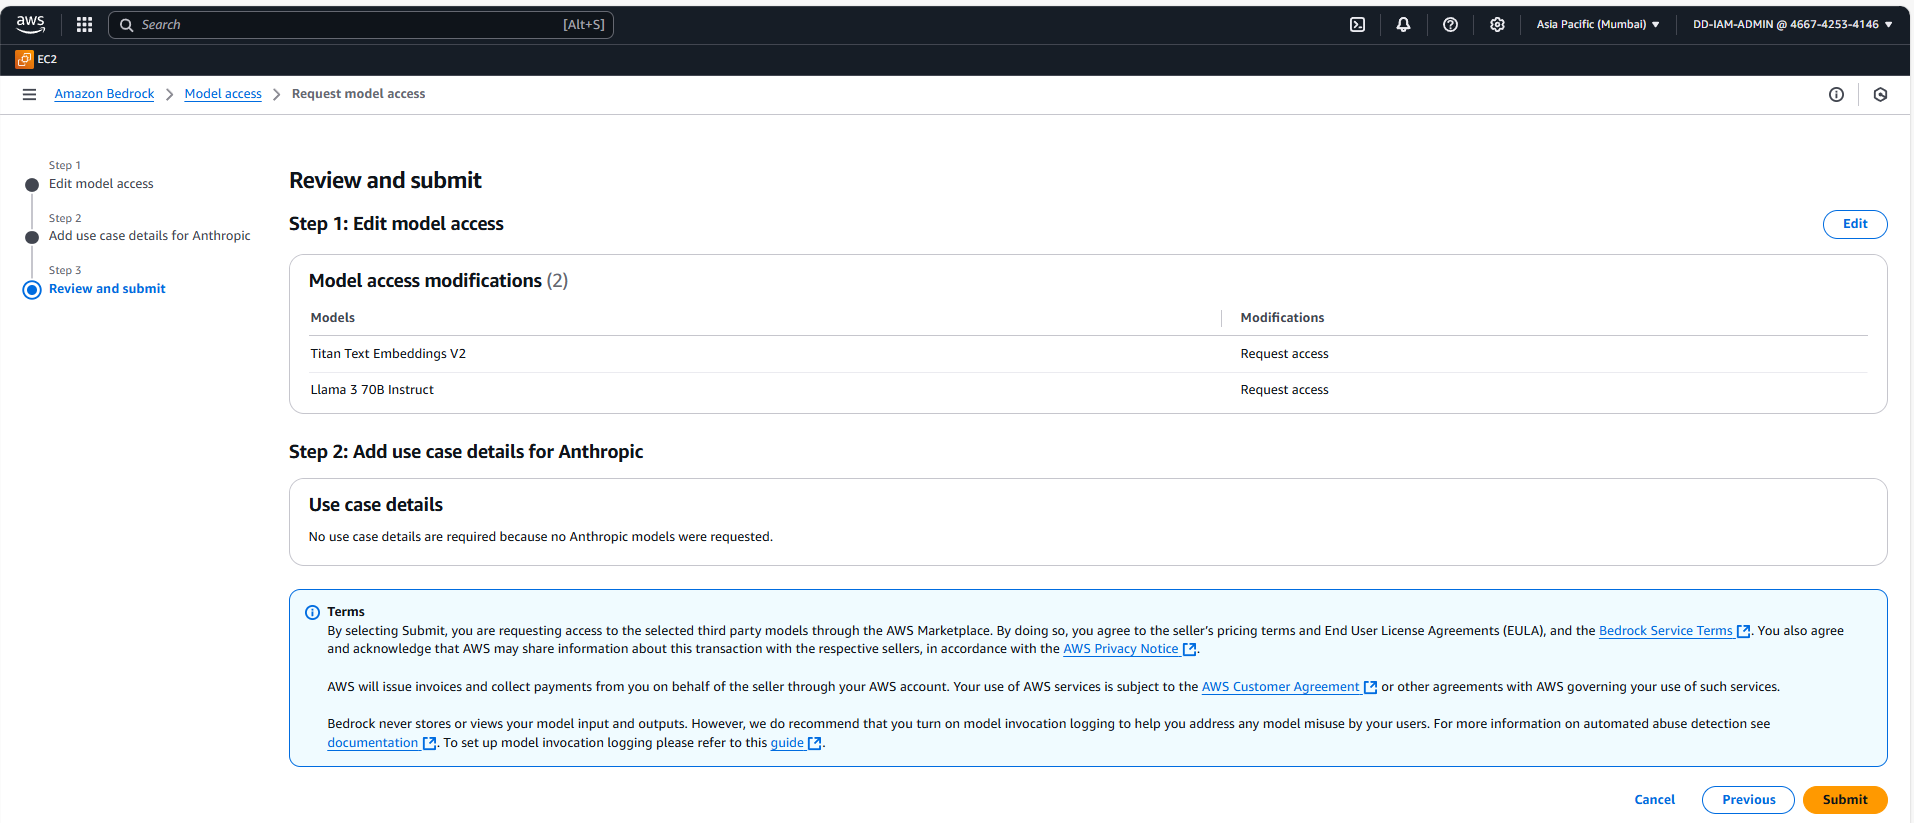 aws
Search
[Alt+S]
Asia Pacific (Mumbai)
DD-IAM-ADMIN @ 4667-4253-4146
EC2
Amazon Bedrock
Model access
Request model access
Step 1
Edit model access
Step 2
Add use case details for Anthropic
Step 3
Review and submit
Review and submit
Step 1: Edit model access
Edit
Model access modifications (2)
Models
Modifications
Titan Text Embeddings V2
Request access
Llama 3 70B Instruct
Request access
Step 2: Add use case details for Anthropic
Use case details
No use case details are required because no Anthropic models were requested.
Terms
By selecting Submit, you are requesting access to the selected third party models through the AWS Marketplace. By doing so, you agree to the seller's pricing terms and End User License Agreements (EULA), and the Bedrock Service Terms. You also agree
and acknowledge that AWS may share information about this transaction with the respective sellers, in accordance with the AWS Privacy Notice.
AWS will issue invoices and collect payments from you on behalf of the seller through your AWS account. Your use of AWS services is subject to the AWS Customer Agreement or other agreements with AWS governing your use of such services.
Bedrock never stores or views your model input and outputs. However, we do recommend that you turn on model invocation logging to help you address any model misuse by your users. For more information on automated abuse detection see
documentation. To set up model invocation logging please refer to this guide.
Cancel
Previous
Submit